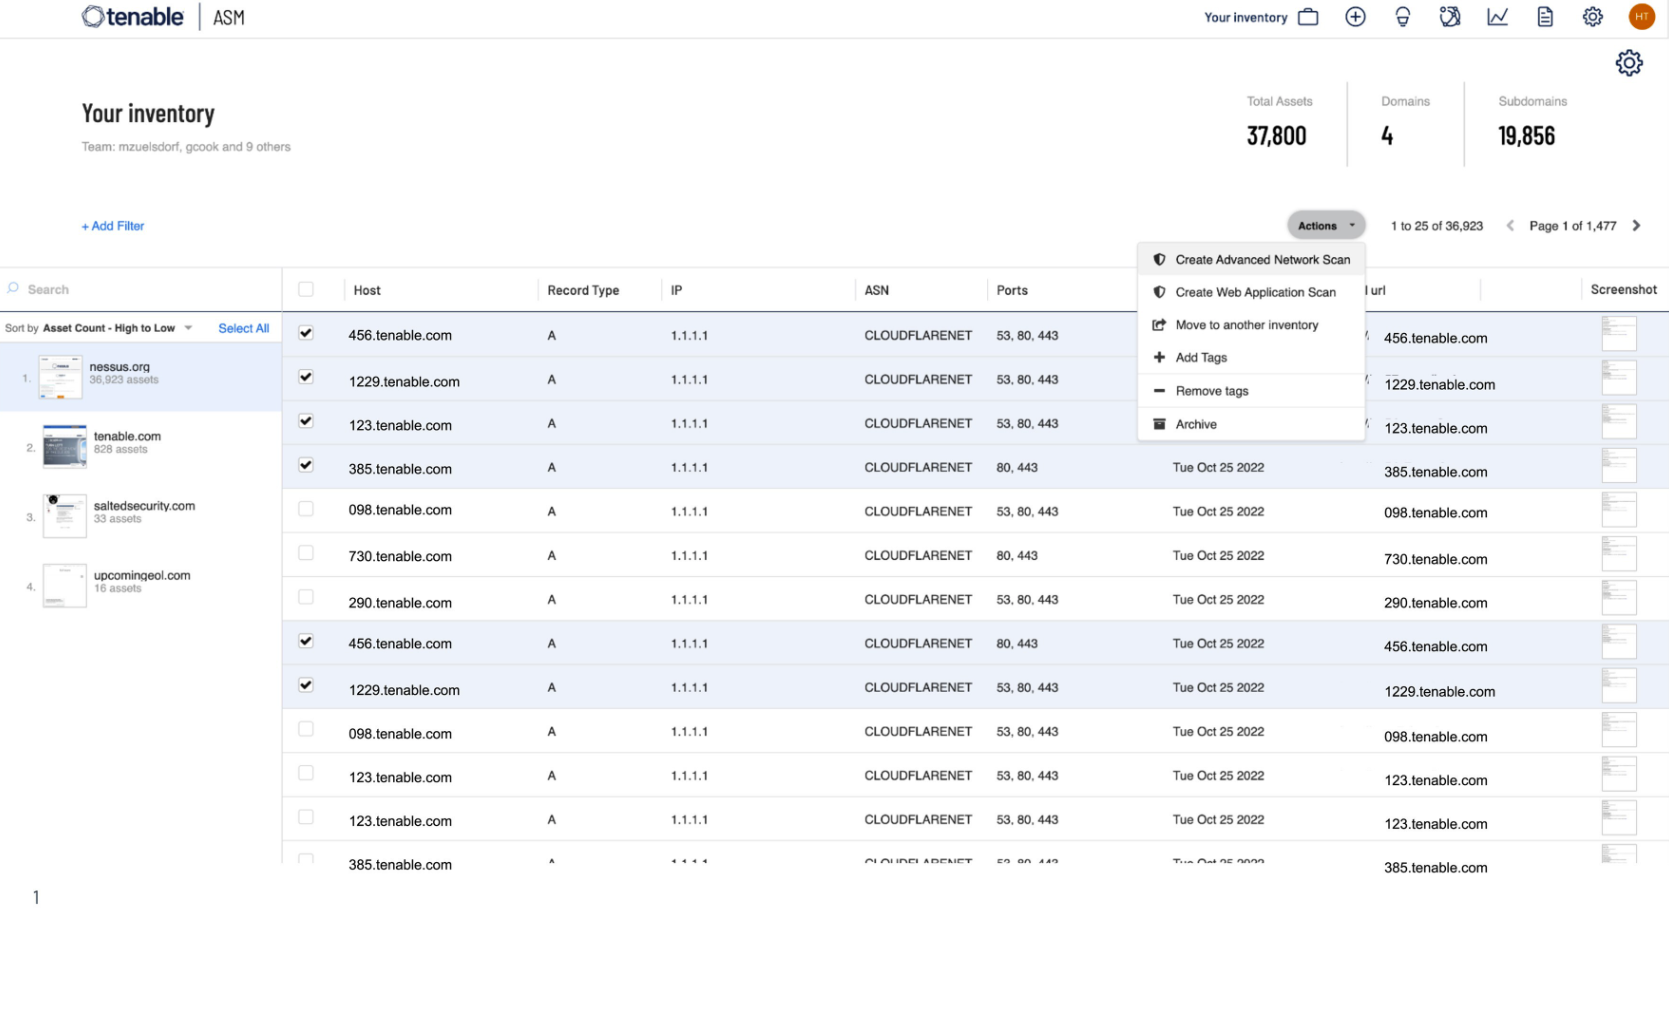 tenable ASM
Your inventory
HT
Your inventory
Team: mzuelsdorf, gcook and 9 others
Total Assets Domains Subdomains
37,800 4 19,856
+ Add Filter
Actions 1 to 25 of 36,923 Page 1 of 1,477
Create Advanced Network Scan
Create Web Application Scan
Move to another inventory
Add Tags
Remove tags
Archive
Search
Sort by Asset Count - High to Low Select All
1. nessus.org
36,923 assets
2. tenable.com
828 assets
3. saltedsecurity.com
33 assets
4. upcomingeol.com
16 assets
Host Record Type IP ASN Ports url Screenshot
456.tenable.com A 1.1.1.1 CLOUDFLARENET 53, 80, 443 456.tenable.com
1229.tenable.com A 1.1.1.1 CLOUDFLARENET 53, 80, 443 1229.tenable.com
123.tenable.com A 1.1.1.1 CLOUDFLARENET 53, 80, 443 123.tenable.com
385.tenable.com A 1.1.1.1 CLOUDFLARENET 80, 443 Tue Oct 25 2022 385.tenable.com
098.tenable.com A 1.1.1.1 CLOUDFLARENET 53, 80, 443 Tue Oct 25 2022 098.tenable.com
730.tenable.com A 1.1.1.1 CLOUDFLARENET 80, 443 Tue Oct 25 2022 730.tenable.com
290.tenable.com A 1.1.1.1 CLOUDFLARENET 53, 80, 443 Tue Oct 25 2022 290.tenable.com
456.tenable.com A 1.1.1.1 CLOUDFLARENET 80, 443 Tue Oct 25 2022 456.tenable.com
1229.tenable.com A 1.1.1.1 CLOUDFLARENET 53, 80, 443 Tue Oct 25 2022 1229.tenable.com
098.tenable.com A 1.1.1.1 CLOUDFLARENET 53, 80, 443 Tue Oct 25 2022 098.tenable.com
123.tenable.com A 1.1.1.1 CLOUDFLARENET 53, 80, 443 Tue Oct 25 2022 123.tenable.com
123.tenable.com A 1.1.1.1 CLOUDFLARENET 53, 80, 443 Tue Oct 25 2022 123.tenable.com
385.tenable.com A 1.1.1.1 CLOUDFLARENET 53, 80, 443 Tue Oct 25 2022 385.tenable.com
1